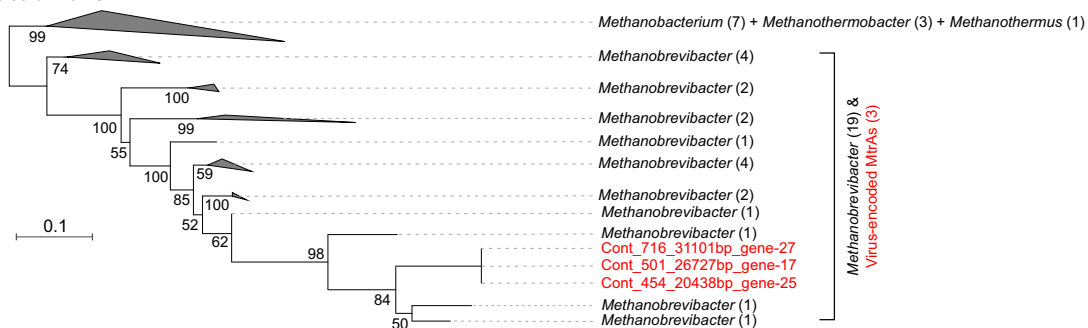 Methanobacterium (7) + Methanothermobacter (3) + Methanothermus (1)
99
Methanobrevibacter (4)
74
Methanobrevibacter (2)
100
Methanobrevibacter (2)
99
100
Methanobrevibacter (1)
55
Methanobrevibacter (4)
59
100
Methanobrevibacter (2)
85
100
Methanobrevibacter (1)
52
0.1
62
Methanobrevibacter (1)
98
Cont_716_31101bp_gene-27
Cont_501_26727bp_gene-17
Cont_454_20438bp_gene-25
84
Methanobrevibacter (1)
50
Methanobrevibacter (1)
Methanobrevibacter (19) &
Virus-encoded MtrAs (3)